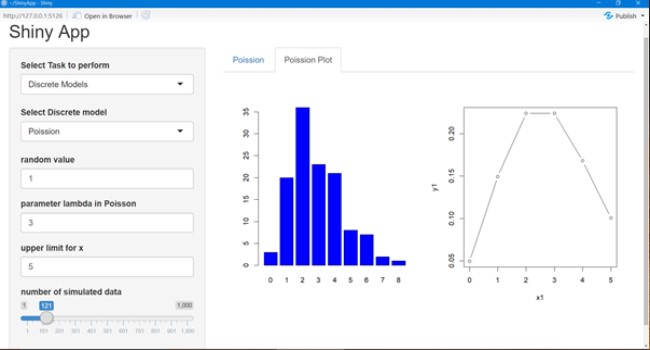 ~/ShinyApp - Shiny
http://127.0.0.1:5126
Open in Browser
Publish
Shiny App
Select Task to perform
Discrete Models
Select Discrete model
Poission
random value
1
parameter lambda in Poisson
3
upper limit for x
5
number of simulated data
1 121 1,000
1 101 201 301 401 501 601 701 801 901 1,000
Poission Poission Plot
35
30
25
20
15
10
5
0
0 1 2 3 4 5 6 7 8
y1
0.20
0.15
0.10
0.05
0 1 2 3 4 5
x1